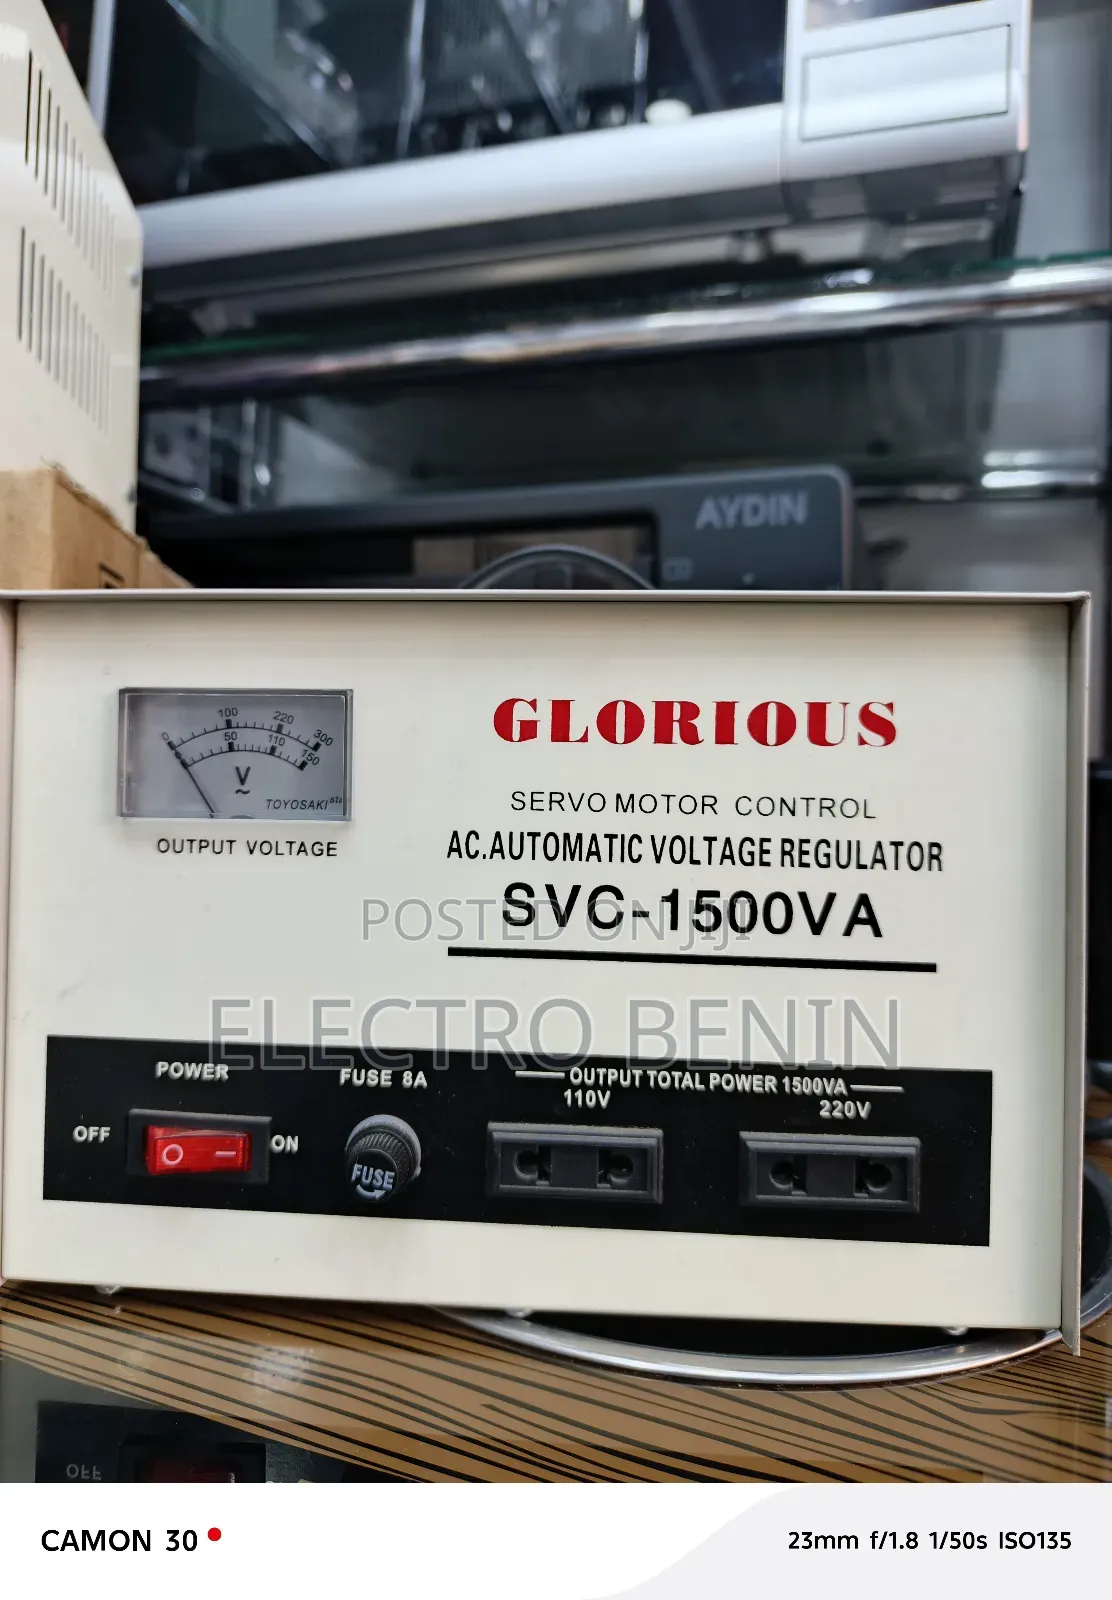 AYDIN
100 220 300
0 50 110 150
V
~
TOYOSAKI
OUTPUT VOLTAGE
GLORIOUS
SERVO MOTOR CONTROL
AC.AUTOMATIC VOLTAGE REGULATOR
SVC-1500VA
POSTED ON JIJI
ELECTRO BENIN
POWER
OFF
ON
FUSE 8A
FUSE
OUTPUT TOTAL POWER 1500VA
110V
220V
OFF
CAMON 30
23mm f/1.8 1/50s ISO135